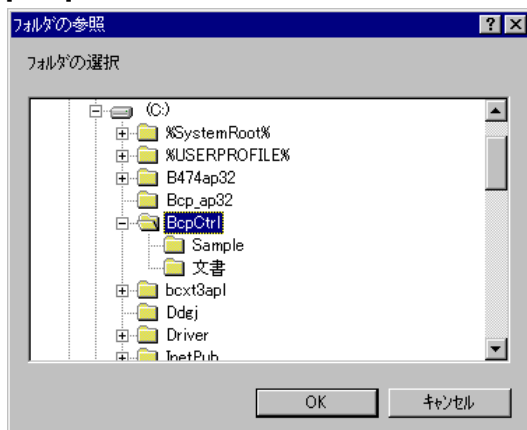 フォルダの参照
フォルダの選択
(C:)
%SystemRoot%
%USERPROFILE%
B474ap32
Bcp_ap32
BcpCtrl
Sample
文書
bcxt3apl
Ddgj
Driver
InetPub
OK
キャンセル